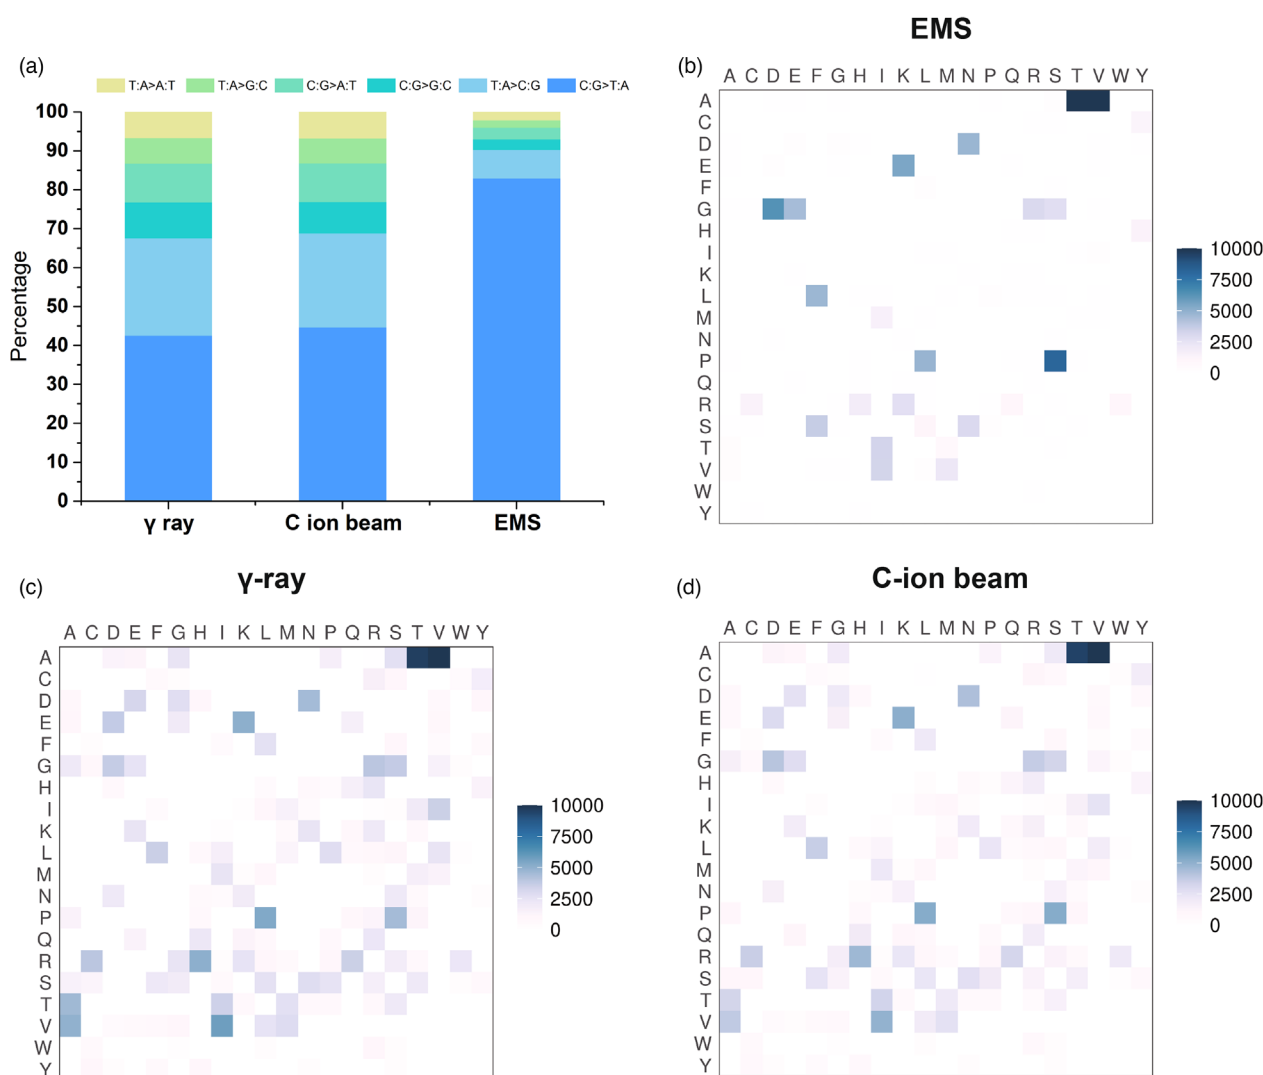 EMS
(a)
T:A>A:T T:A>G:C C:G>A:T C:G>G:C T:A>C:G C:G>T:A
100
90
80
70
60
50
40
30
20
10
0
Percentage
γ ray C ion beam EMS
(b)
A C D E F G H I K L M N P Q R S T V W Y
A
C
D
E
F
G
H
I
K
L
M
N
P
Q
R
S
T
V
W
Y
10000
7500
5000
2500
0
(c)
γ-ray
A C D E F G H I K L M N P Q R S T V W Y
A
C
D
E
F
G
H
I
K
L
M
N
P
Q
R
S
T
V
W
Y
10000
7500
5000
2500
0
(d)
C-ion beam
A C D E F G H I K L M N P Q R S T V W Y
A
C
D
E
F
G
H
I
K
L
M
N
P
Q
R
S
T
V
W
Y
10000
7500
5000
2500
0